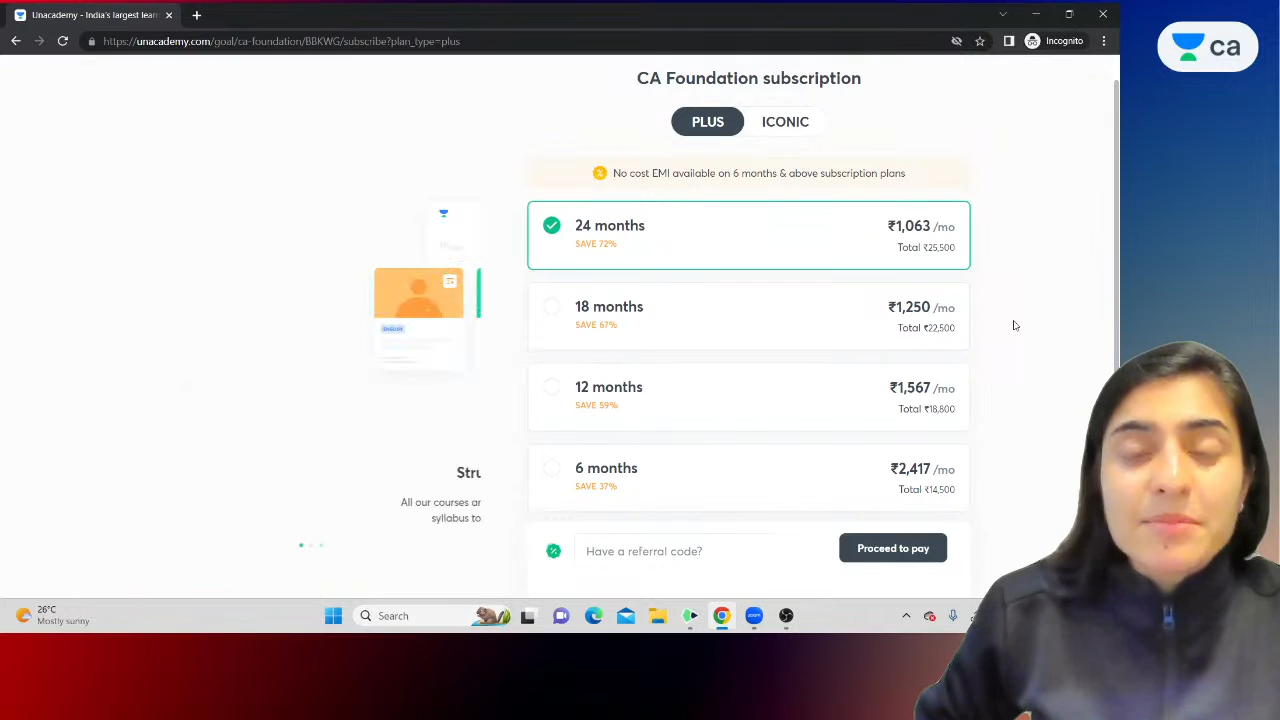 Unacademy - India's largest lear
ca
https://unacademy.com/goal/ca-foundation/BBKWG/subscribe?plan_type=plus
Incognito
CA Foundation subscription
PLUS
ICONIC
No cost EMI available on 6 months & above subscription plans
24 months
₹1,063 /mo
SAVE 72%
Total ₹25,500
18 months
₹1,250 /mo
SAVE 67%
Total ₹22,500
12 months
₹1,567 /mo
SAVE 59%
Total ₹18,800
6 months
₹2,417 /mo
SAVE 37%
Total ₹14,500
Stru
All our courses ar
syllabus to
ENGLISH
Have a referral code?
Proceed to pay
26°C
Mostly sunny
Search
zoom